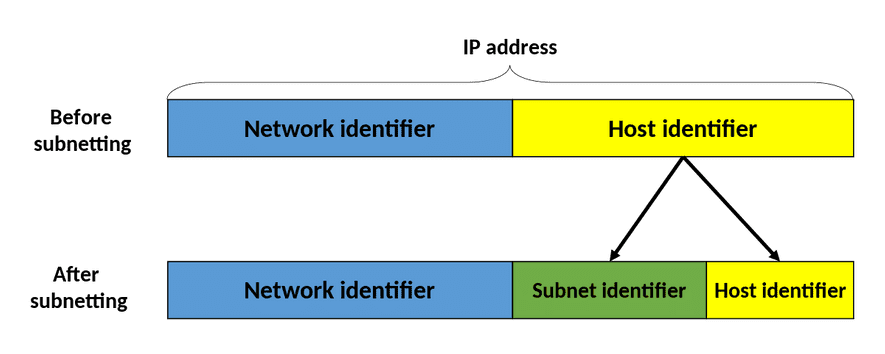 IP address
Before
subnetting
Network identifier
Host identifier
After
subnetting
Network identifier
Subnet identifier
Host identifier